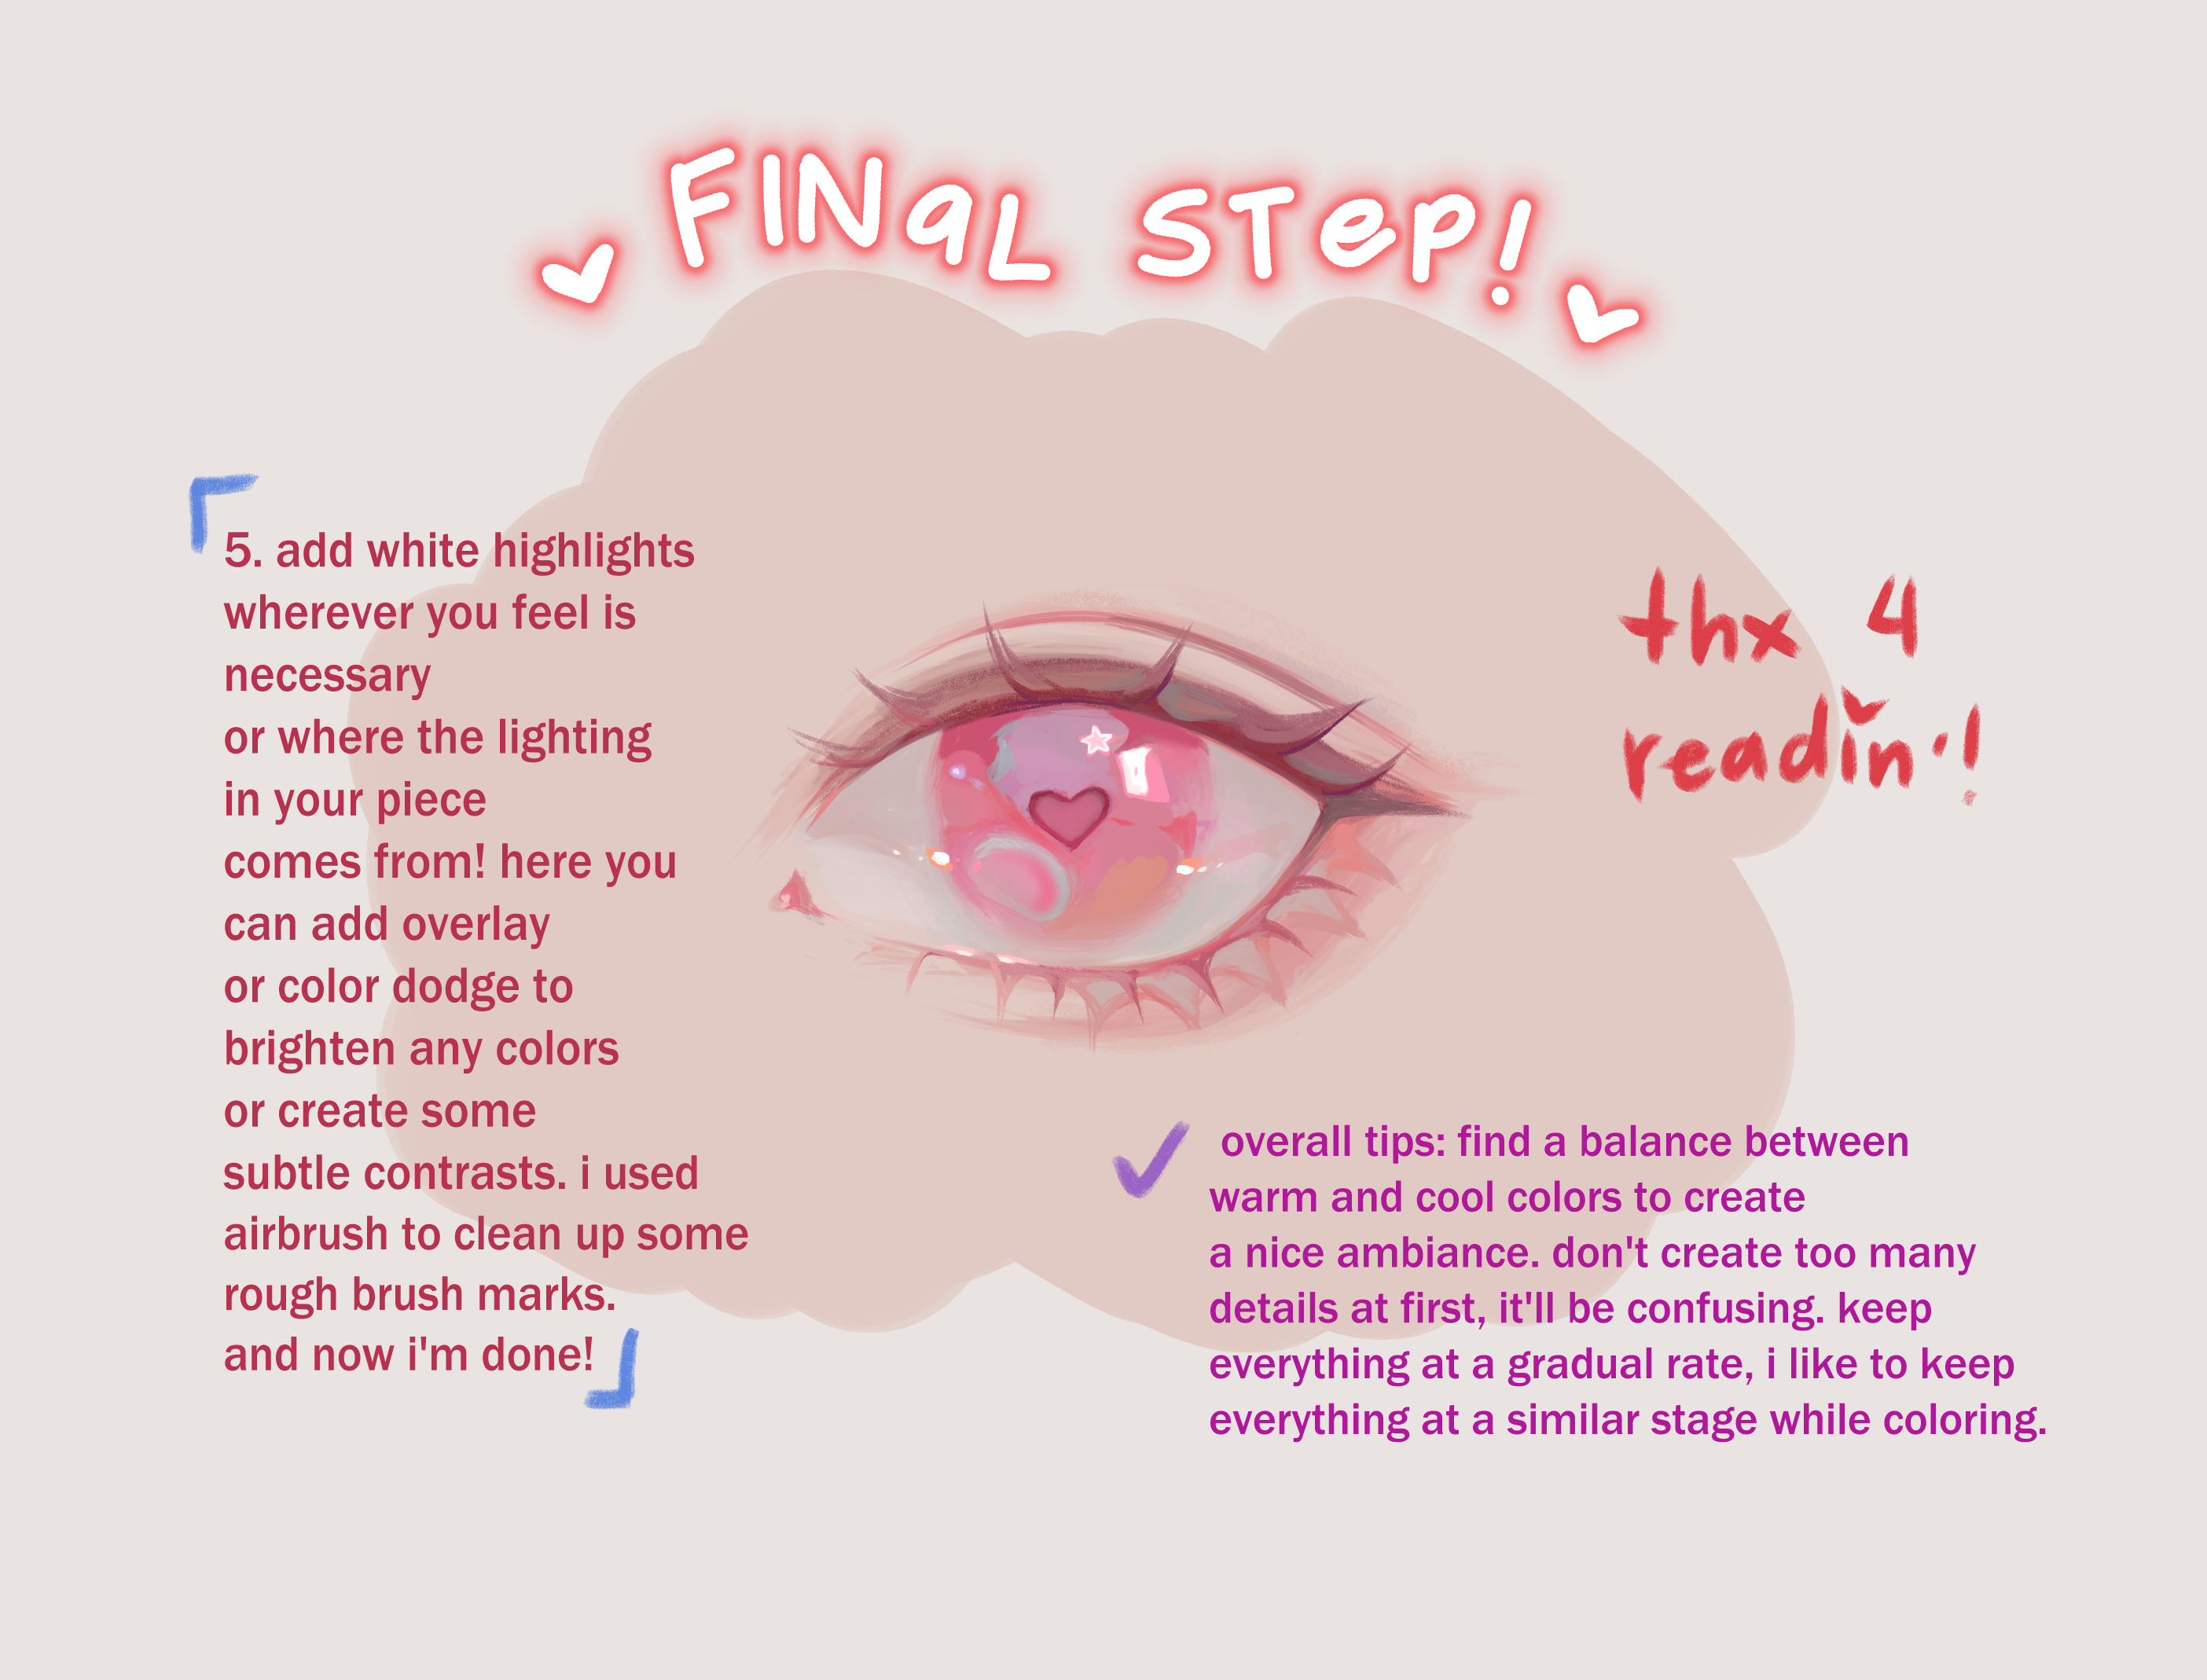 FINaL STeP!
5. add white highlights
wherever you feel is
necessary
or where the lighting
in your piece
comes from! here you
can add overlay
or color dodge to
brighten any colors
or create some
subtle contrasts. i used
airbrush to clean up some
rough brush marks.
and now i'm done!
thx 4
readin'!
overall tips: find a balance between
warm and cool colors to create
a nice ambiance. don't create too many
details at first, it'll be confusing. keep
everything at a gradual rate, i like to keep
everything at a similar stage while coloring.